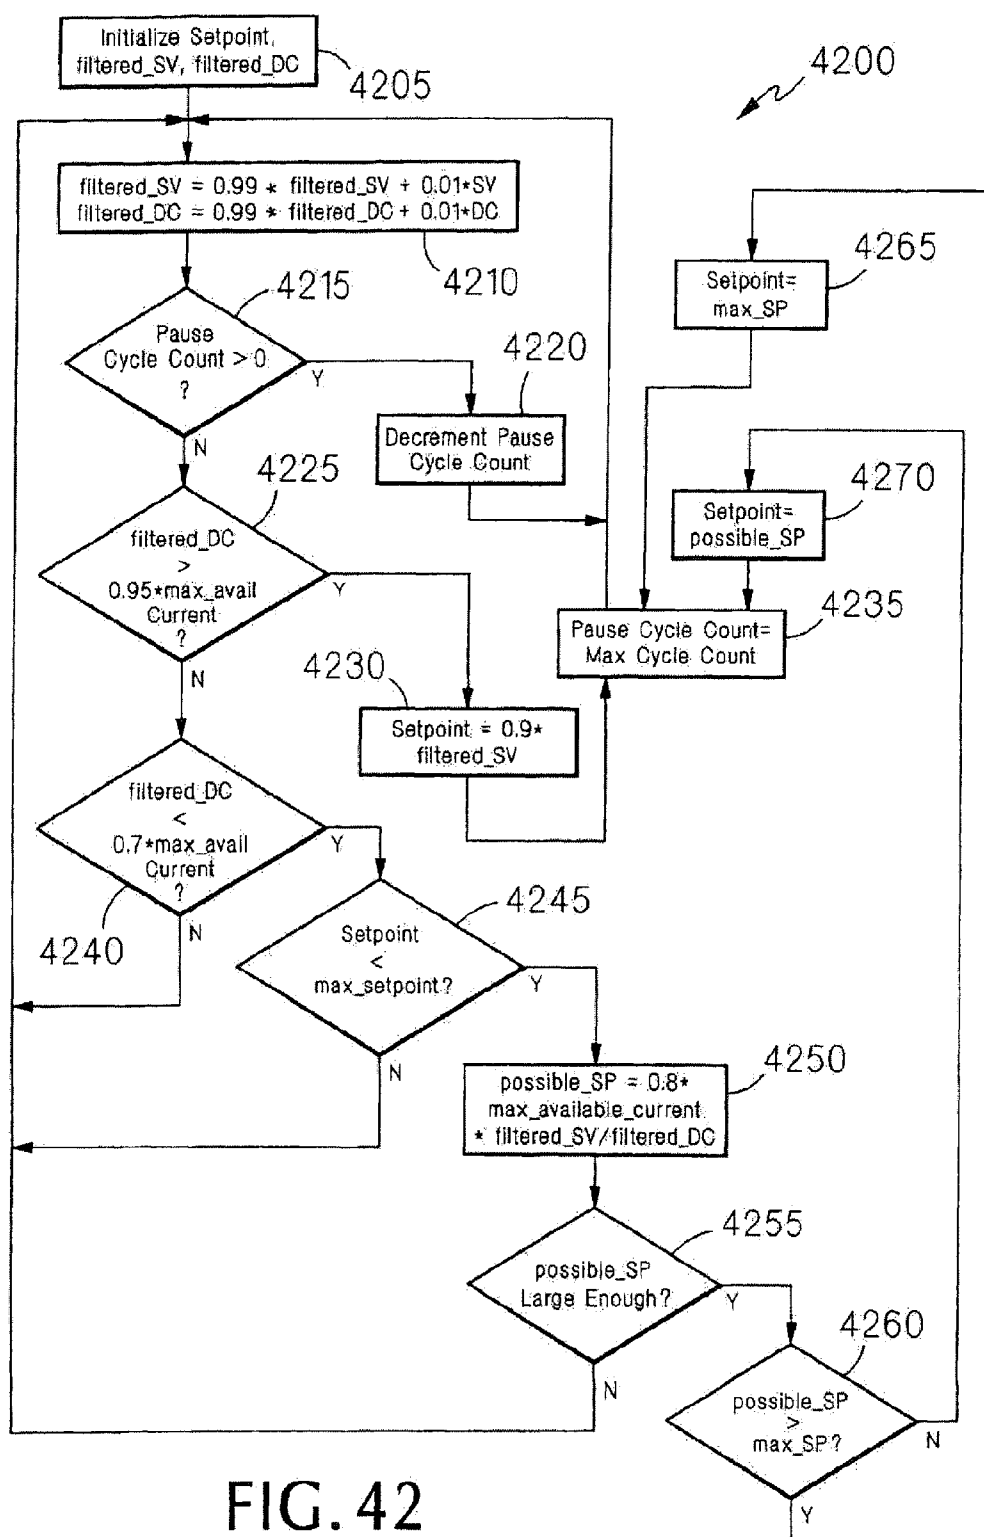 Initialize Setpoint,
filtered_SV, filtered_DC
4205
4200
filtered_SV = 0.99 * filtered_SV + 0.01*SV
filtered_DC = 0.99 * filtered_DC + 0.01*DC
4210
4215
Pause
Cycle Count > 0
?
Y
N
4220
Decrement Pause
Cycle Count
4265
Setpoint=
max_SP
4225
filtered_DC
>
0.95*max_avail
Current
?
Y
N
4270
Setpoint=
possible_SP
4235
Pause Cycle Count=
Max Cycle Count
4230
Setpoint = 0.9*
filtered_SV
filtered_DC
<
0.7*max_avail
Current
?
Y
N
4240
4245
Setpoint
<
max_setpoint?
Y
N
4250
possible_SP = 0.8*
max_available_current
* filtered_SV/filtered_DC
4255
possible_SP
Large Enough?
Y
N
4260
possible_SP
>
max_SP?
N
Y
FIG. 42